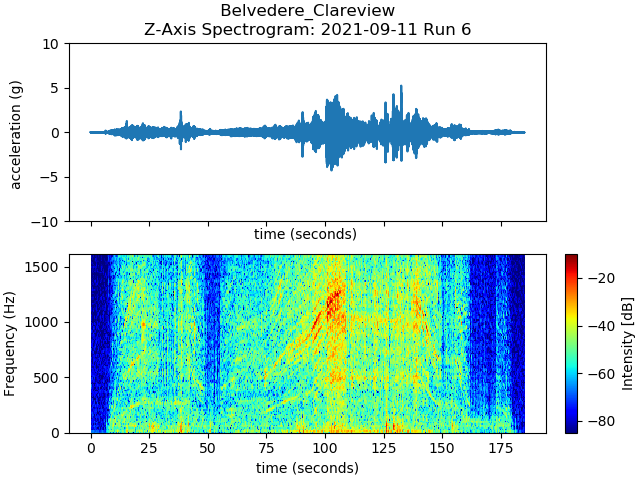 Belvedere_Clareview
Z-Axis Spectrogram: 2021-09-11 Run 6
10
5
0
−5
−10
acceleration (g)
time (seconds)
1500
1000
500
0
Frequency (Hz)
0 25 50 75 100 125 150 175
time (seconds)
−20
−40
−60
−80
Intensity [dB]